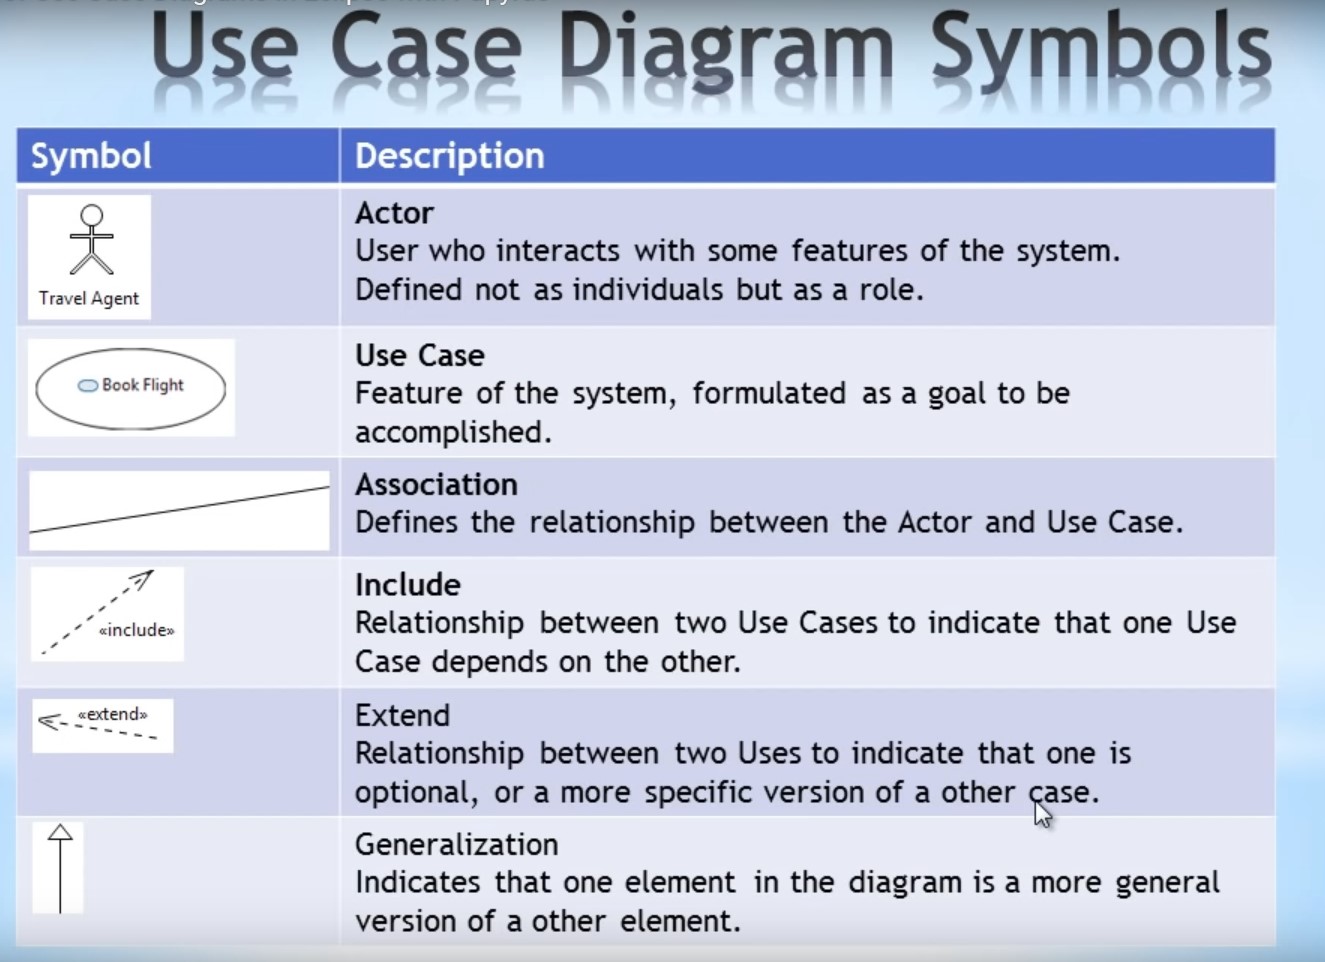 Use Case Diagram Symbols
Symbol
Description
Travel Agent
Actor
User who interacts with some features of the system.
Defined not as individuals but as a role.
Book Flight
Use Case
Feature of the system, formulated as a goal to be
accomplished.
Association
Defines the relationship between the Actor and Use Case.
«include»
Include
Relationship between two Use Cases to indicate that one Use
Case depends on the other.
«extend»
Extend
Relationship between two Uses to indicate that one is
optional, or a more specific version of a other case.
Generalization
Indicates that one element in the diagram is a more general
version of a other element.